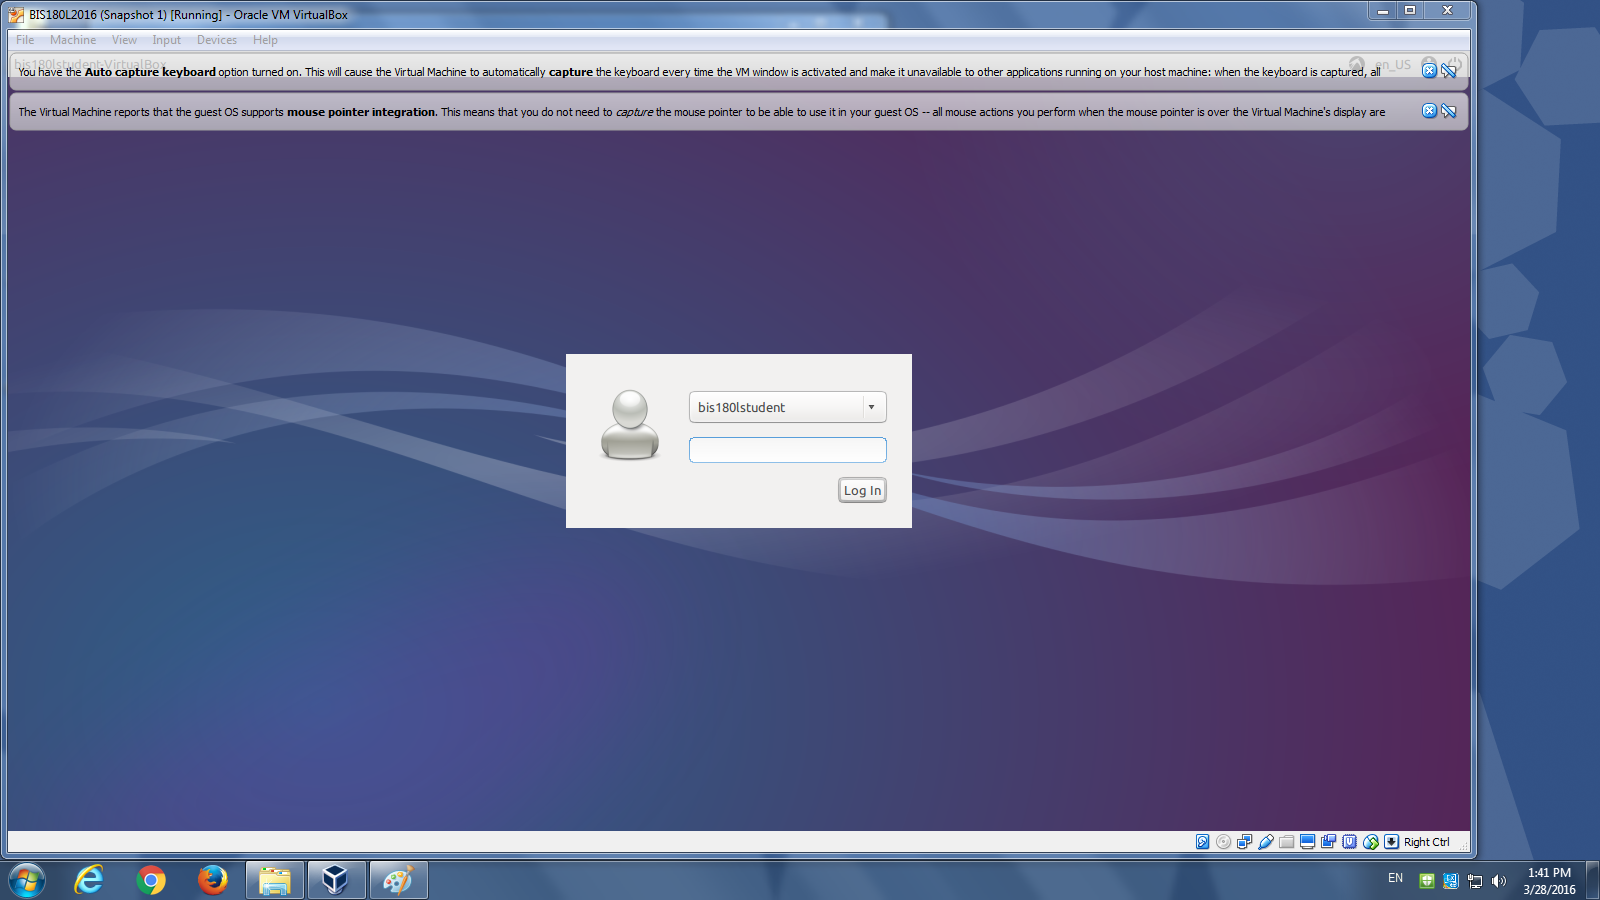 BIS180L2016 (Snapshot 1) [Running] - Oracle VM VirtualBox
File Machine View Input Devices Help
bis180lstudent-VirtualBox
en_US
You have the Auto capture keyboard option turned on. This will cause the Virtual Machine to automatically capture the keyboard every time the VM window is activated and make it unavailable to other applications running on your host machine: when the keyboard is captured, all
The Virtual Machine reports that the guest OS supports mouse pointer integration. This means that you do not need to capture the mouse pointer to be able to use it in your guest OS -- all mouse actions you perform when the mouse pointer is over the Virtual Machine's display are
bis180lstudent
Log In
Right Ctrl
EN
1:41 PM
3/28/2016